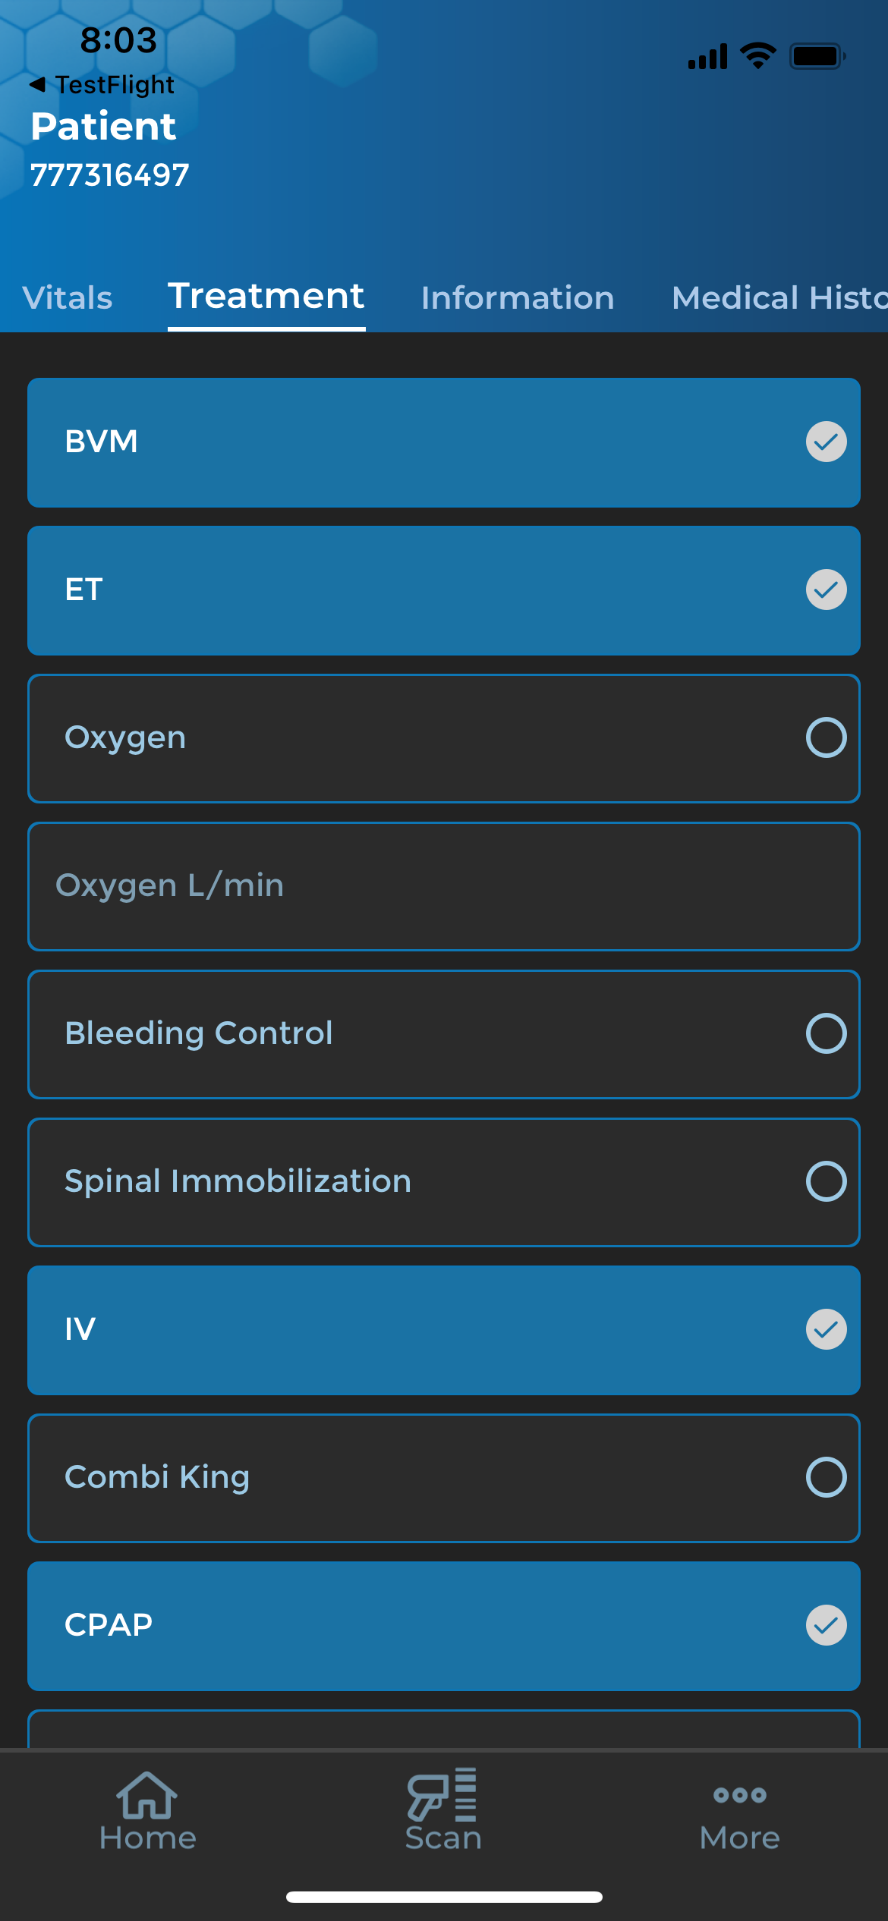 8:03
◀ TestFlight
Patient
777316497
Vitals Treatment Information Medical Histo
BVM
ET
Oxygen
Oxygen L/min
Bleeding Control
Spinal Immobilization
IV
Combi King
CPAP
Home Scan More